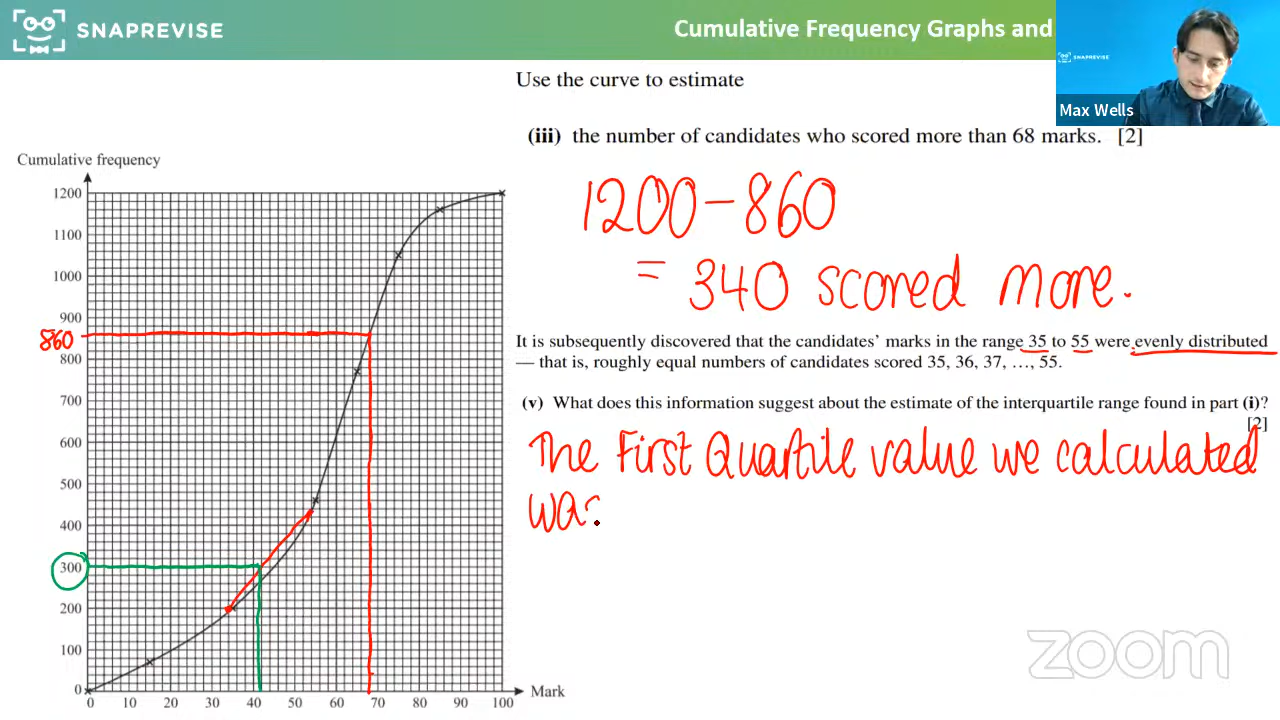 SNAPREVISE
Cumulative Frequency Graphs and
SNAPREVISE
Max Wells
Use the curve to estimate
(iii) the number of candidates who scored more than 68 marks. [2]
1200 - 860
= 340 scored more.
Cumulative frequency
1200
1100
1000
900
860
800
700
600
500
400
300
200
100
0
0 10 20 30 40 50 60 70 80 90 100 Mark
It is subsequently discovered that the candidates' marks in the range 35 to 55 were evenly distributed
— that is, roughly equal numbers of candidates scored 35, 36, 37, …, 55.
(v) What does this information suggest about the estimate of the interquartile range found in part (i)?
[2]
The First Quartile value we calculated
was
zoom